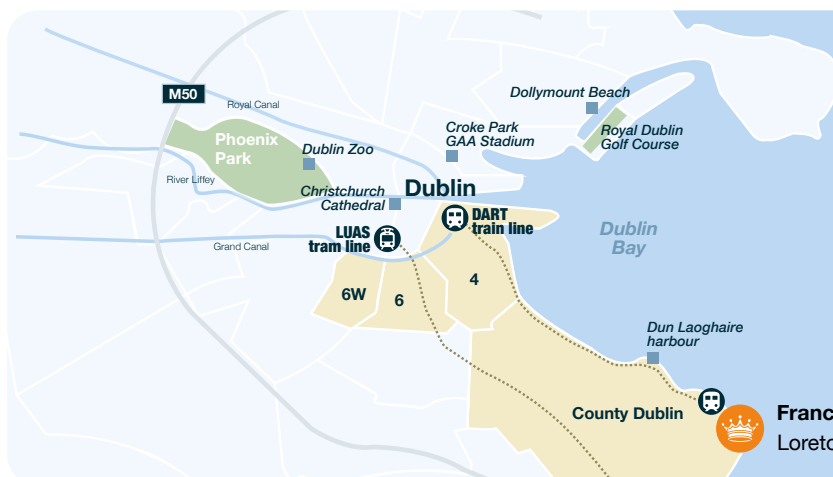 Dollymount Beach
M50
Royal Canal
Croke Park
GAA Stadium
Royal Dublin
Golf Course
Phoenix
Park
Dublin Zoo
River Liffey
Christchurch
Cathedral
Dublin
LUAS
tram line
DART
train line
Grand Canal
Dublin
Bay
6W
6
4
Dun Laoghaire
harbour
County Dublin
Franc
Loreto